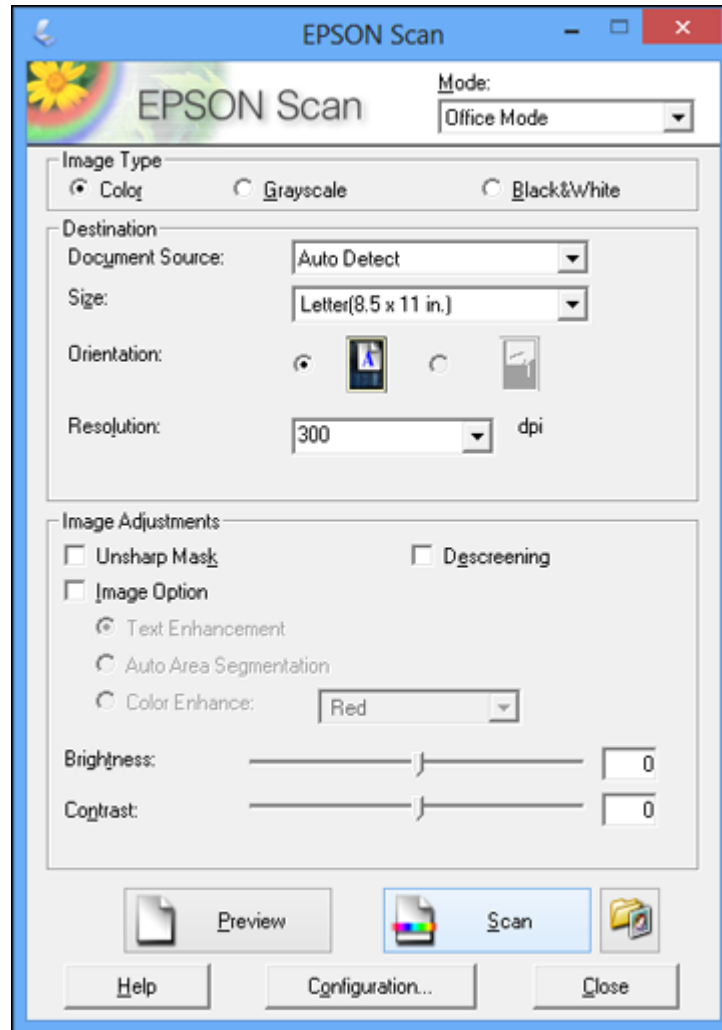 EPSON Scan
EPSON Scan
Mode:
Office Mode
Image Type
Color Grayscale Black&White
Destination
Document Source: Auto Detect
Size: Letter(8.5 x 11 in.)
Orientation: A
Resolution: 300 dpi
Image Adjustments
Unsharp Mask Descreening
Image Option
Text Enhancement
Auto Area Segmentation
Color Enhance: Red
Brightness: 0
Contrast: 0
Preview Scan
Help Configuration... Close